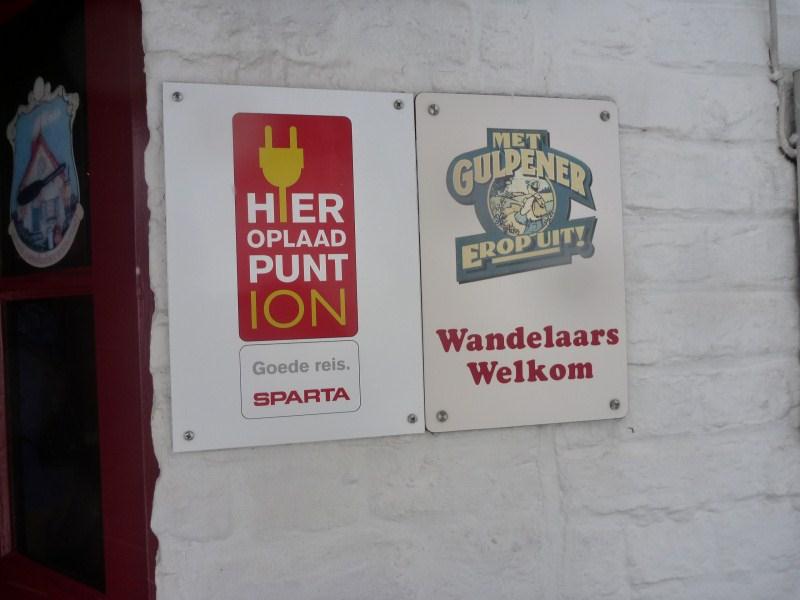 HIER
OPLAAD
PUNT
ION
Goede reis.
SPARTA
MET
GULPENER
EROP UIT!
Wandelaars
Welkom